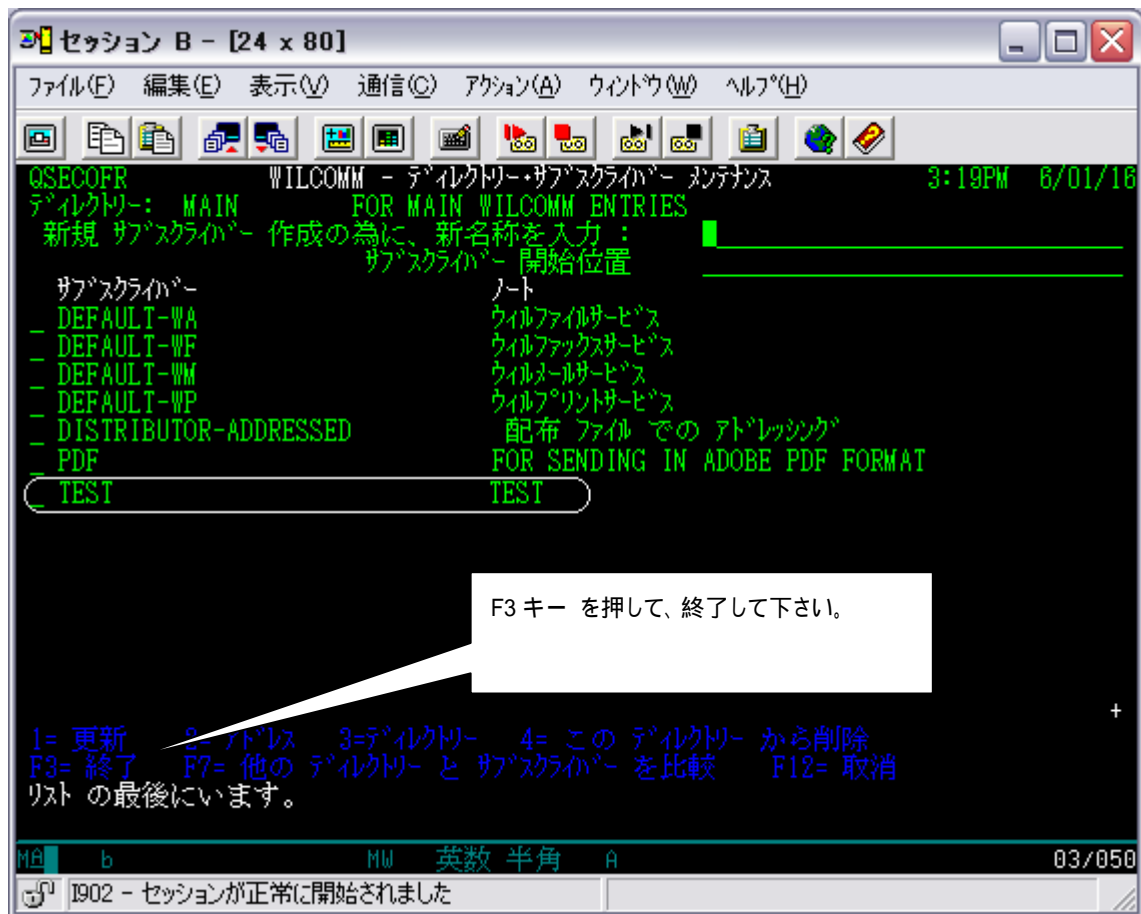 セッション B - [24 x 80]
ファイル(F) 編集(E) 表示(V) 通信(C) アクション(A) ウィンドウ(W) ヘルプ(H)
QSECOFR WILCOMM - ディレクトリー・サブスクライバー メンテナンス 3:19PM 6/01/16
ディレクトリー: MAIN FOR MAIN WILCOMM ENTRIES
新規 サブスクライバー 作成の為に、新名称を入力 :
サブスクライバー 開始位置
サブスクライバー ノート
_ DEFAULT-WA ウィルファイルサービス
_ DEFAULT-WF ウィルファックスサービス
_ DEFAULT-WM ウィルメールサービス
_ DEFAULT-WP ウィルプリントサービス
_ DISTRIBUTOR-ADDRESSED 配布 ファイル での アドレッシング
_ PDF FOR SENDING IN ADOBE PDF FORMAT
_ TEST TEST
F3 キー を押して、終了して下さい。
+
1= 更新 2= アドレス 3=ディレクトリー 4= この ディレクトリー から削除
F3= 終了 F7= 他の ディレクトリー と サブスクライバー を比較 F12= 取消
リスト の最後にいます。
MA b MW 英数 半角 A 03/050
I902 - セッションが正常に開始されました